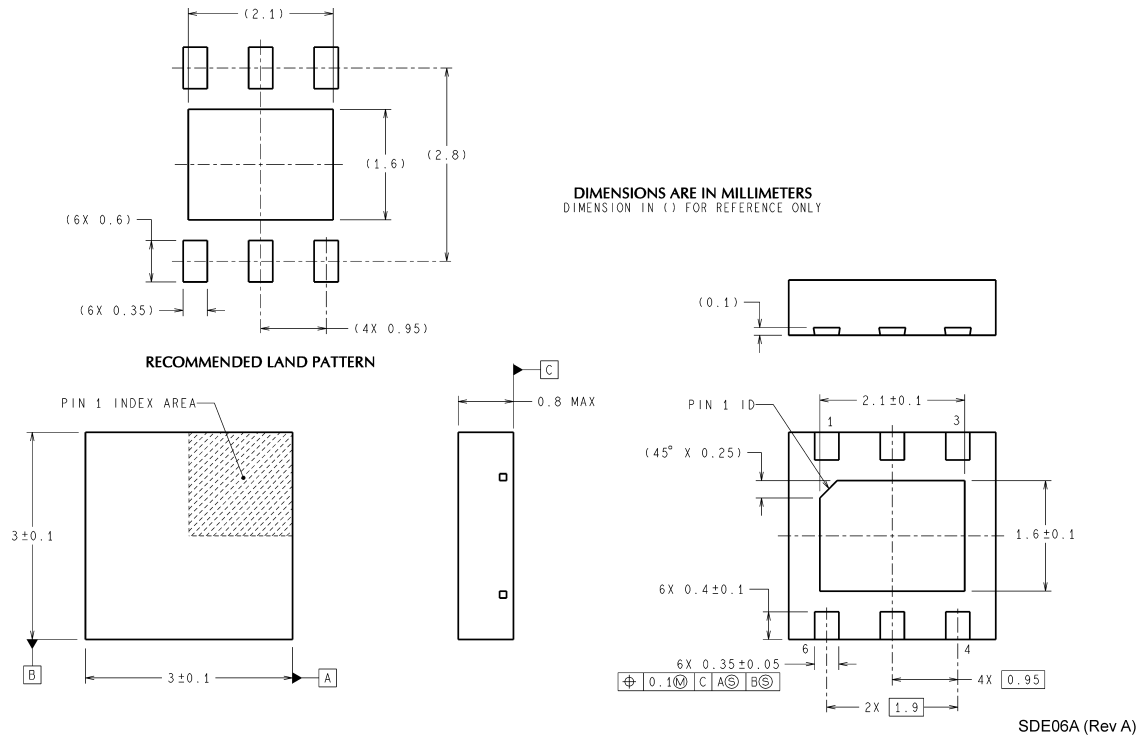 (2.1)
(1.6)
(2.8)
(6X 0.6)
(6X 0.35)
(4X 0.95)
RECOMMENDED LAND PATTERN
DIMENSIONS ARE IN MILLIMETERS
DIMENSION IN () FOR REFERENCE ONLY
(0.1)
PIN 1 INDEX AREA
3±0.1
B
3±0.1
A
C
0.8 MAX
PIN 1 ID
2.1±0.1
1
3
(45° X 0.25)
1.6±0.1
6X 0.4±0.1
6
4
6X 0.35±0.05
⌖ 0.1Ⓜ C AⓈ BⓈ
4X 0.95
2X 1.9
SDE06A (Rev A)